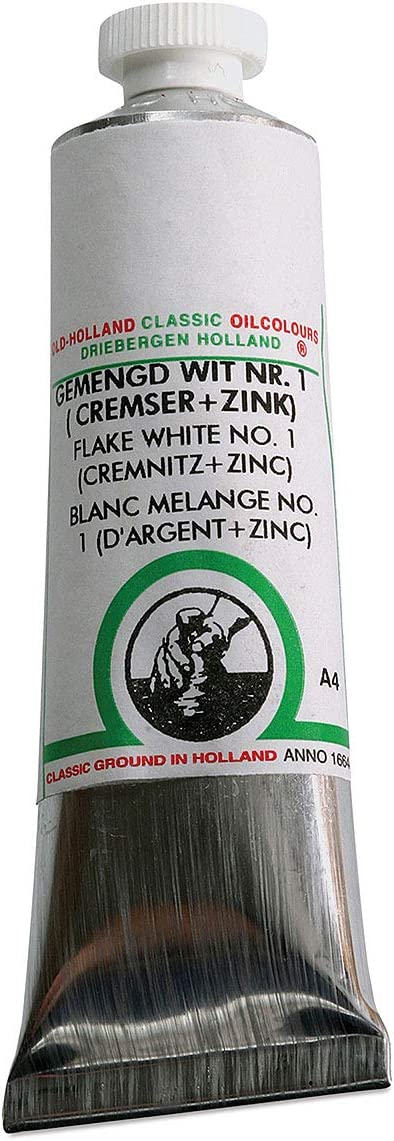 OLD-HOLLAND CLASSIC OILCOLOURS
DRIEBERGEN HOLLAND ®
GEMENGD WIT NR. 1
(CREMSER+ZINK)
FLAKE WHITE NO. 1
(CREMNITZ+ZINC)
BLANC MELANGE NO.
1 (D'ARGENT+ZINC)
A4
CLASSIC GROUND IN HOLLAND ANNO 1664